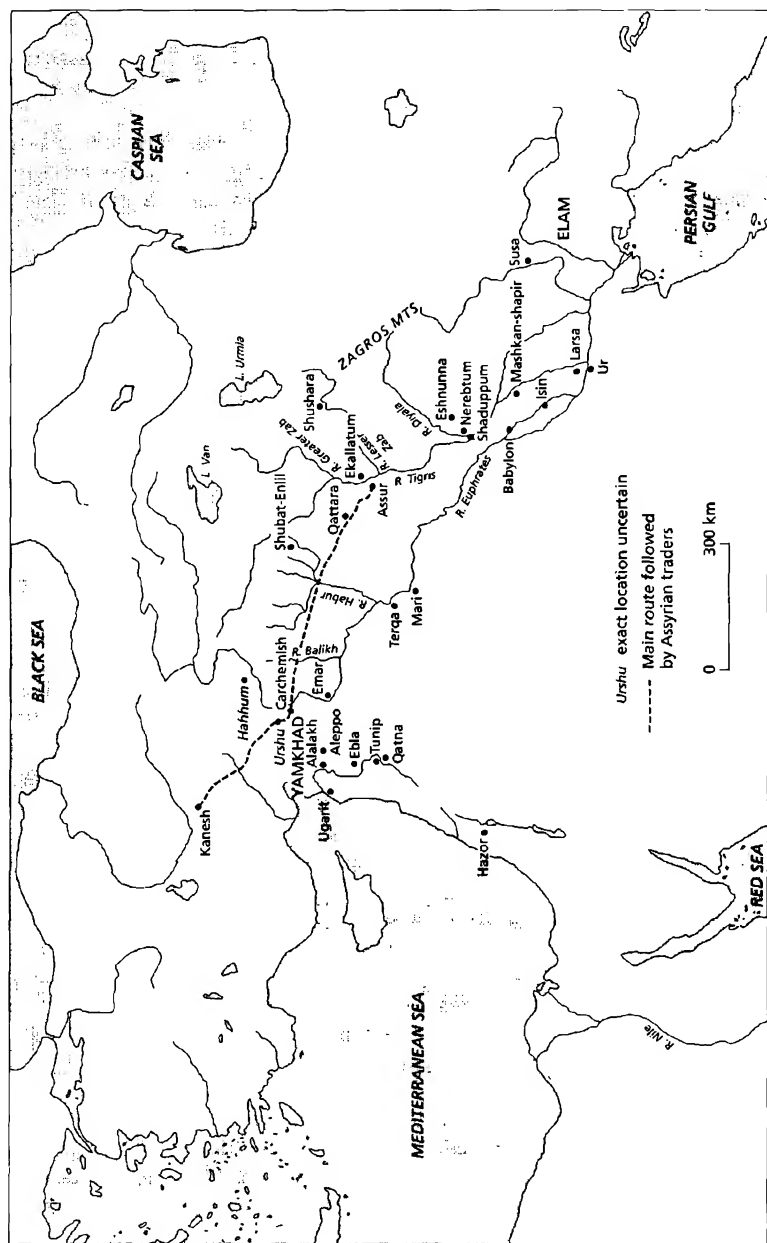 BLACK SEA
CASPIAN
SEA
L. Van
L. Urmia
Kanesh
Hahhum
Urshu
Carchemish
YAMKHAD
Alalakh
Aleppo
Ugarit
Ebla
Tunip
Qatna
Emar
R. Balikh
R. Habur
Shubat-Enlil
Qattara
R. Greater Zab
Ekallatum
R. Lesser
Zab
Assur
Shushara
ZAGROS MTS
R. Tigris
R. Diyala
Eshnunna
Nerebtum
Shaduppum
Terqa
Mari
R. Euphrates
Babylon
Mashkan-shapir
Isin
Larsa
Ur
Susa
ELAM
PERSIAN
GULF
Hazor
MEDITERRANEAN SEA
R. Nile
RED SEA
Urshu exact location uncertain
Main route followed
by Assyrian traders
0 300 km